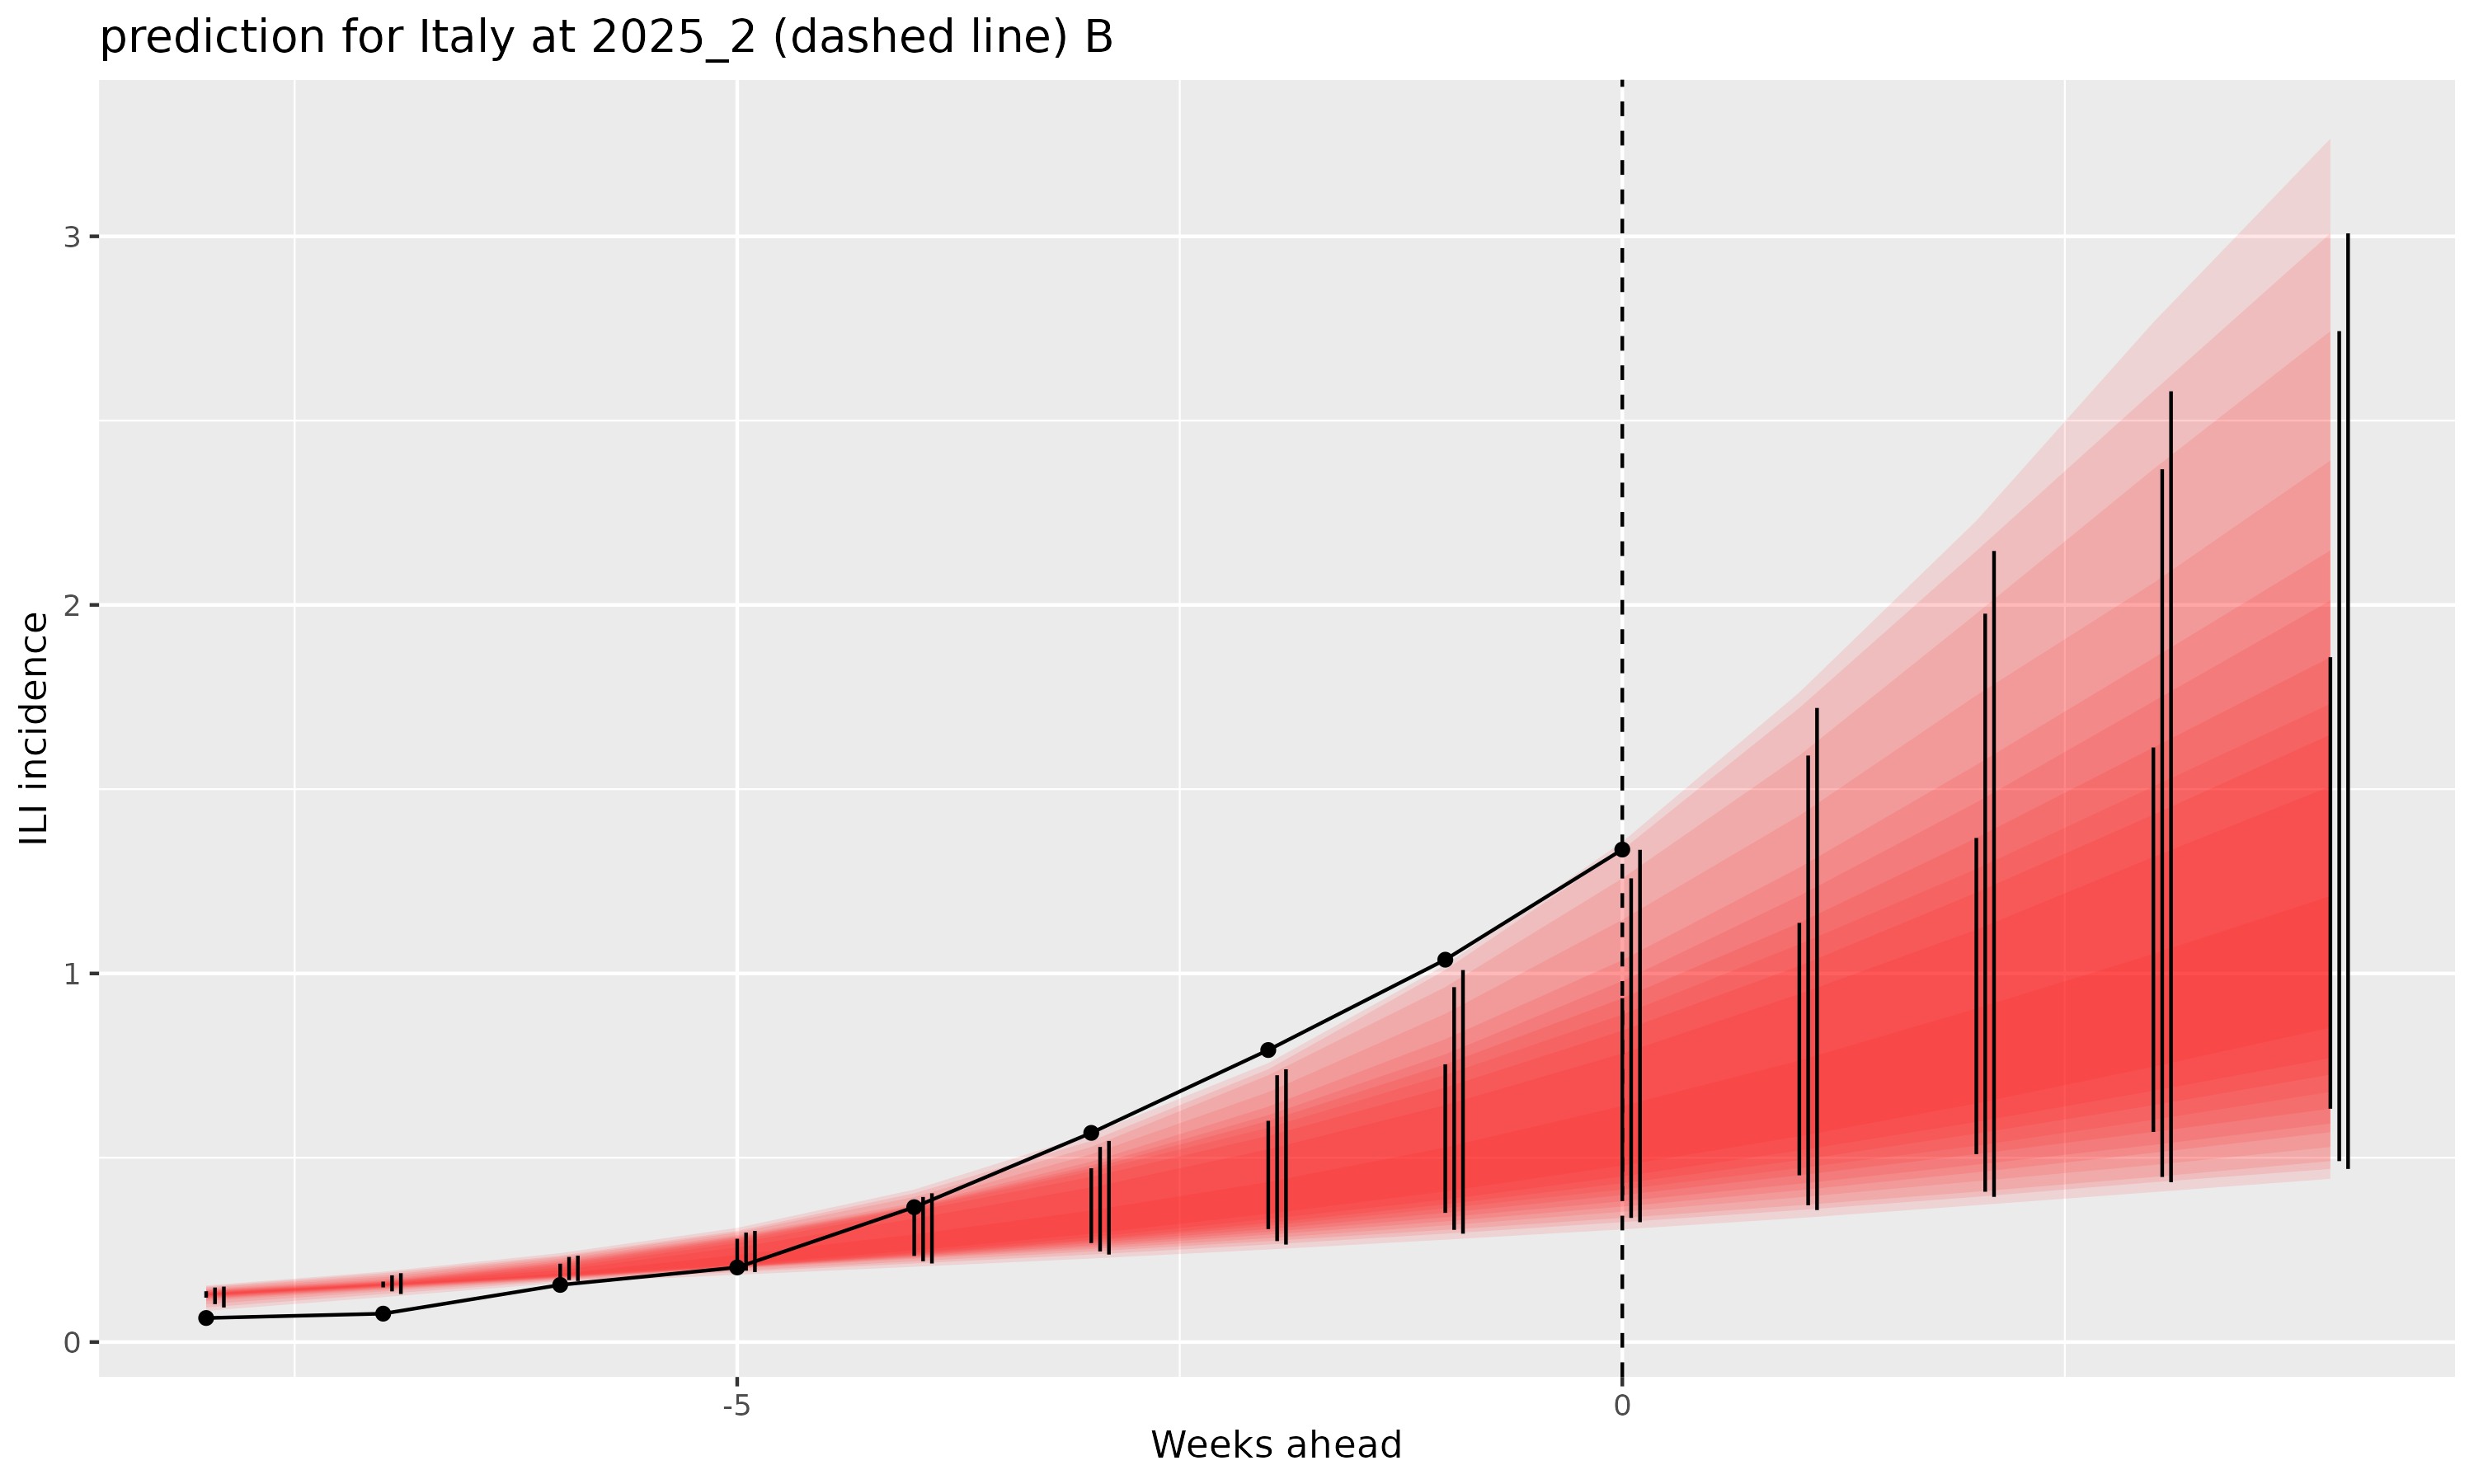 prediction for Italy at 2025_2 (dashed line) B
ILI incidence
3
2
1
0
-5
0
Weeks ahead